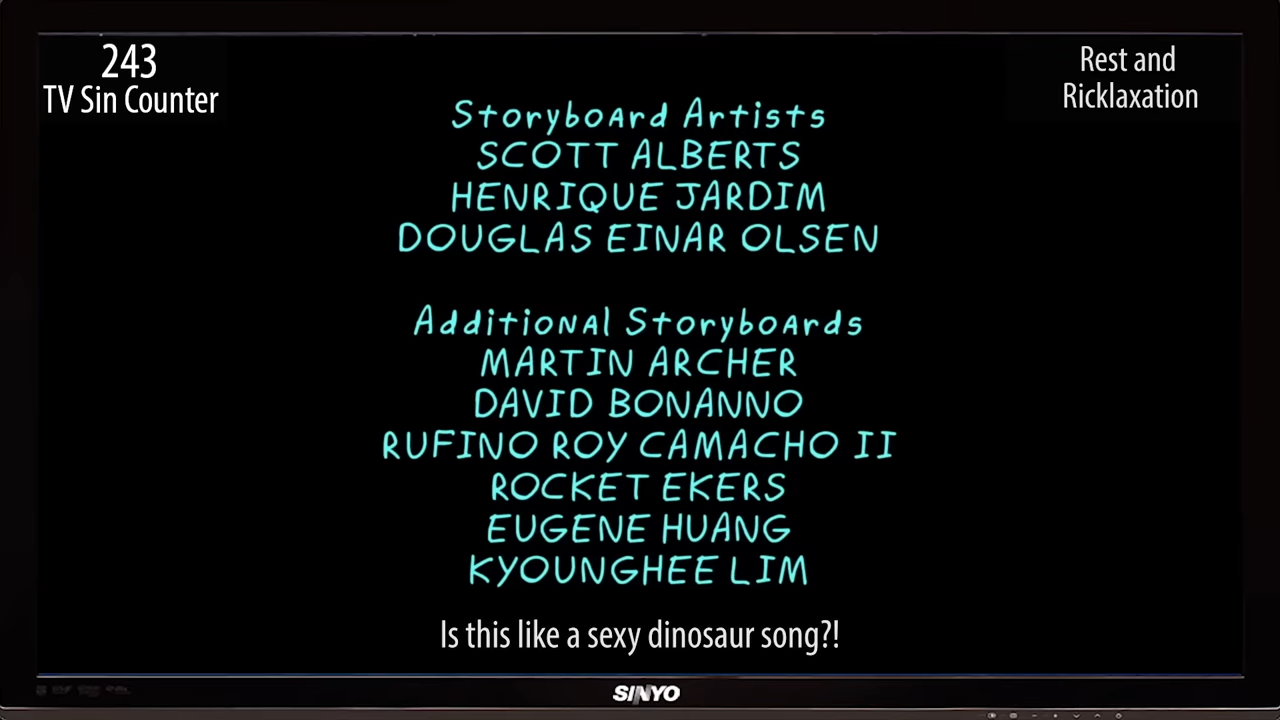 243
TV Sin Counter
Rest and
Ricklaxation
Storyboard Artists
SCOTT ALBERTS
HENRIQUE JARDIM
DOUGLAS EINAR OLSEN
Additional Storyboards
MARTIN ARCHER
DAVID BONANNO
RUFINO ROY CAMACHO II
ROCKET EKERS
EUGENE HUANG
KYOUNGHEE LIM
Is this like a sexy dinosaur song?!
SINYO